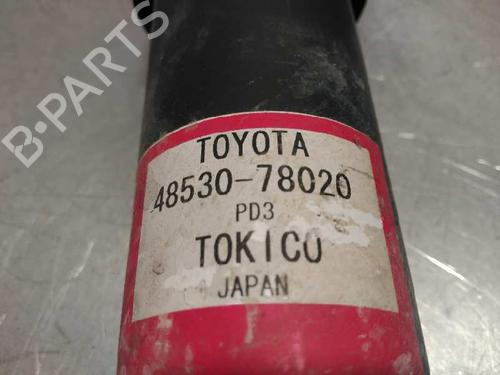 B-PARTS
TOYOTA
48530-78020
PD3
TOKICO
JAPAN